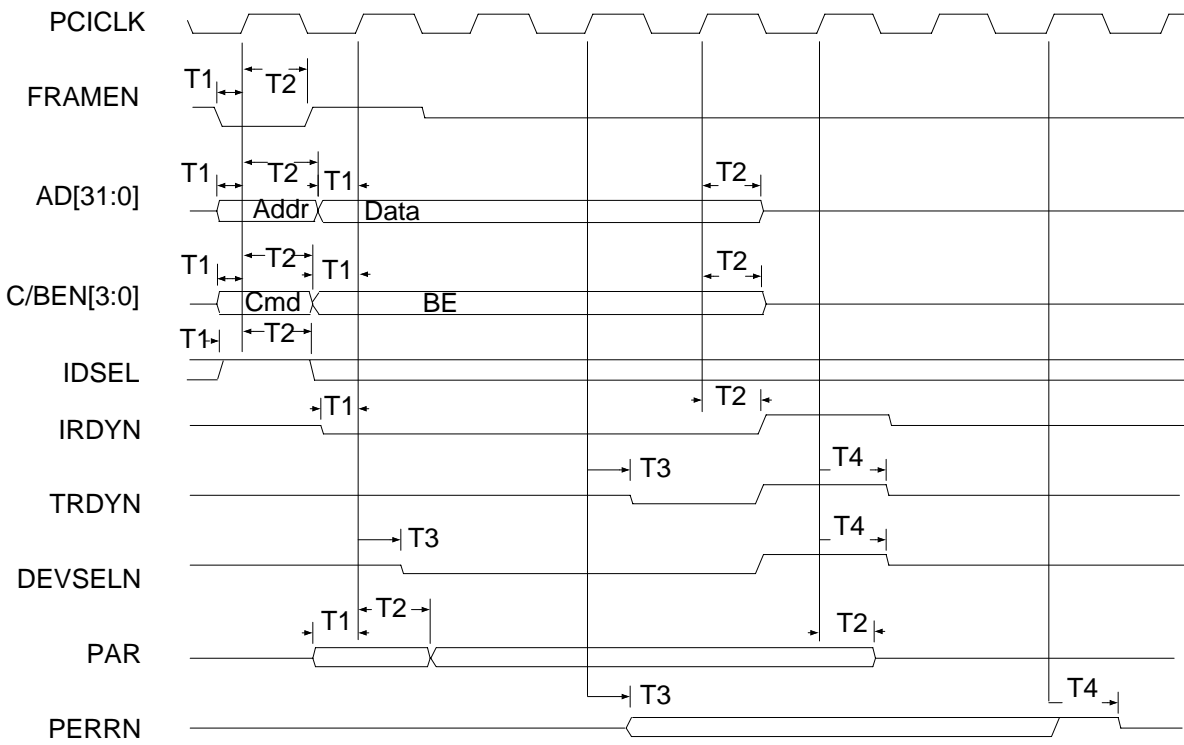 PCICLK
T1 T2
FRAMEN
T1 T2 T1 T2
AD[31:0]
Addr Data
T1 T2 T1 T2
C/BEN[3:0]
Cmd BE
T1 T2
IDSEL
T1 T2
IRDYN
T3 T4
TRDYN
T3 T4
DEVSELN
T1 T2 T2
PAR
T3 T4
PERRN